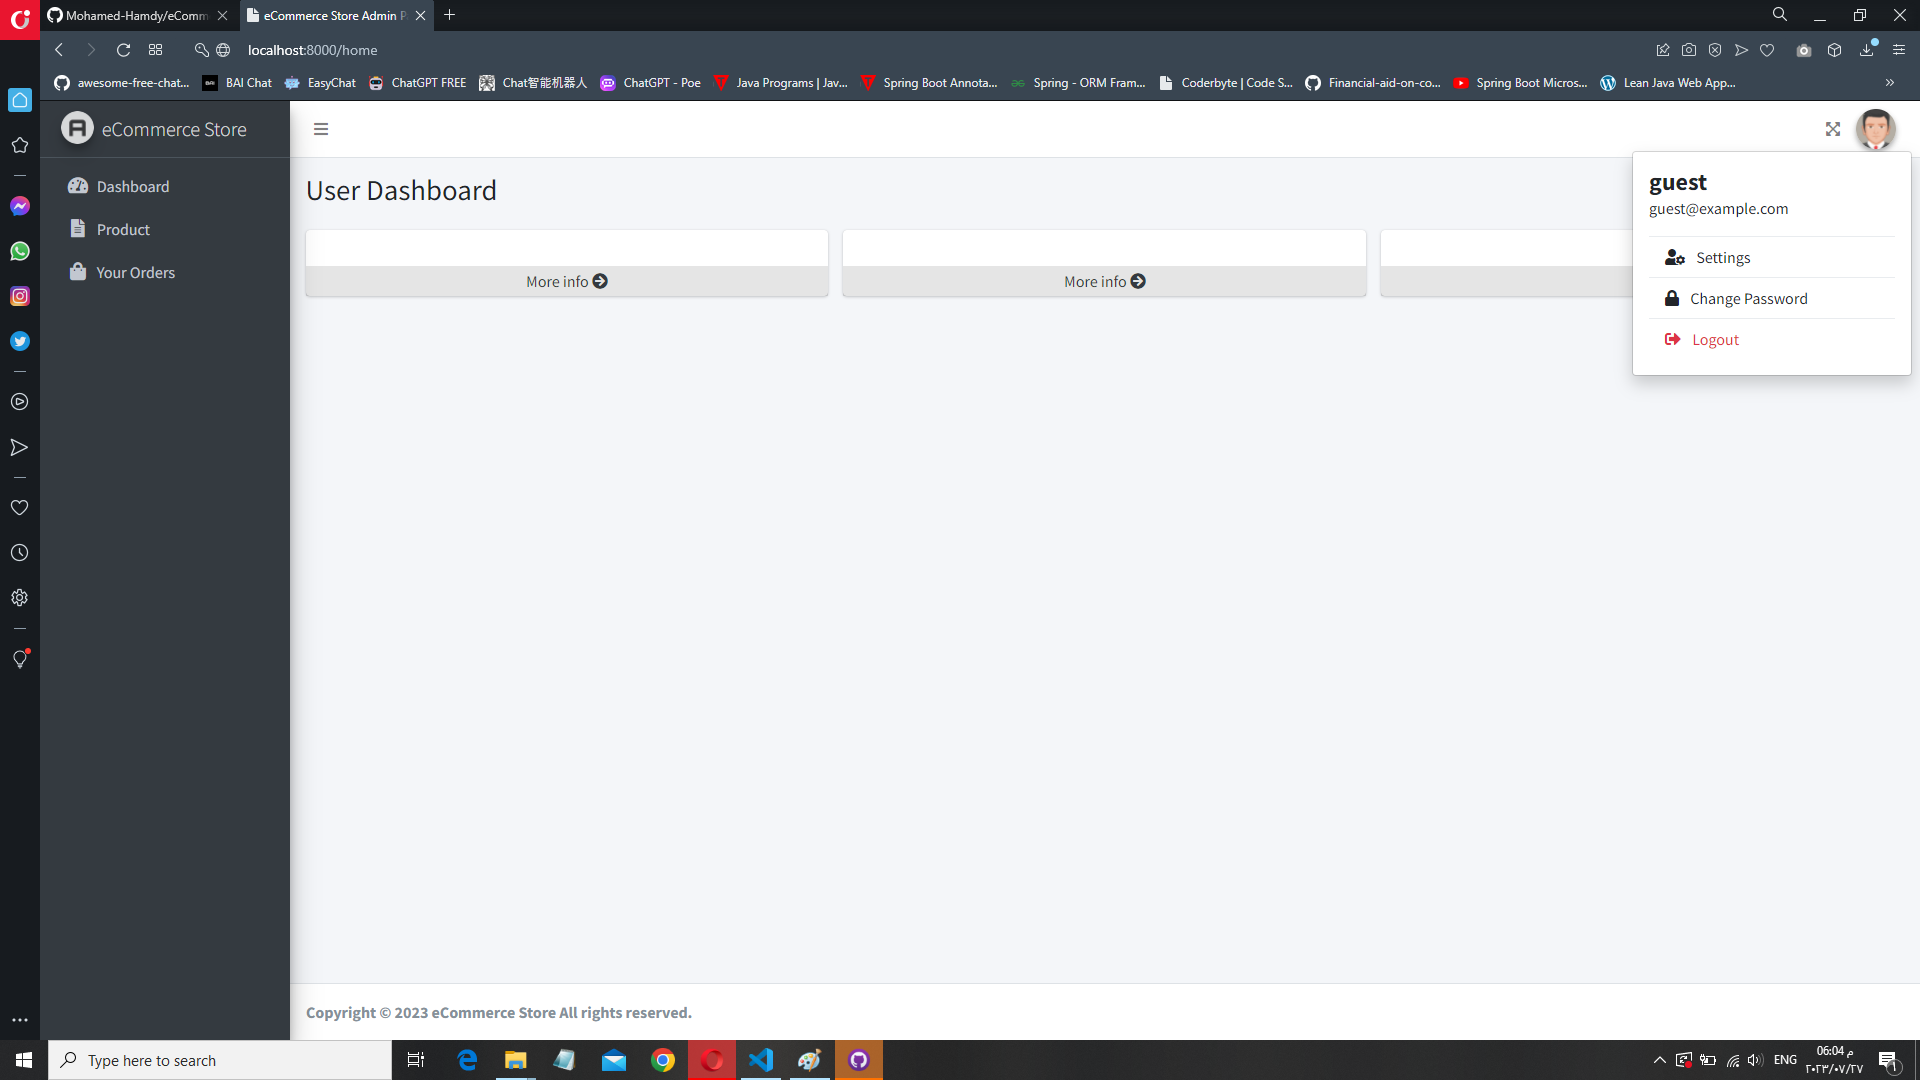 Mohamed-Hamdy/eComm
eCommerce Store Admin P
localhost:8000/home
awesome-free-chat...
BAI Chat
EasyChat
ChatGPT FREE
Chat智能机器人
ChatGPT - Poe
Java Programs | Jav...
Spring Boot Annota...
Spring - ORM Fram...
Coderbyte | Code S...
Financial-aid-on-co...
Spring Boot Micros...
Lean Java Web App...
eCommerce Store
Dashboard
Product
Your Orders
User Dashboard
More info
More info
guest
guest@example.com
Settings
Change Password
Logout
Copyright © 2023 eCommerce Store All rights reserved.
Type here to search
ENG
06:04 م
٢٠٢٣/٠٧/٢٧